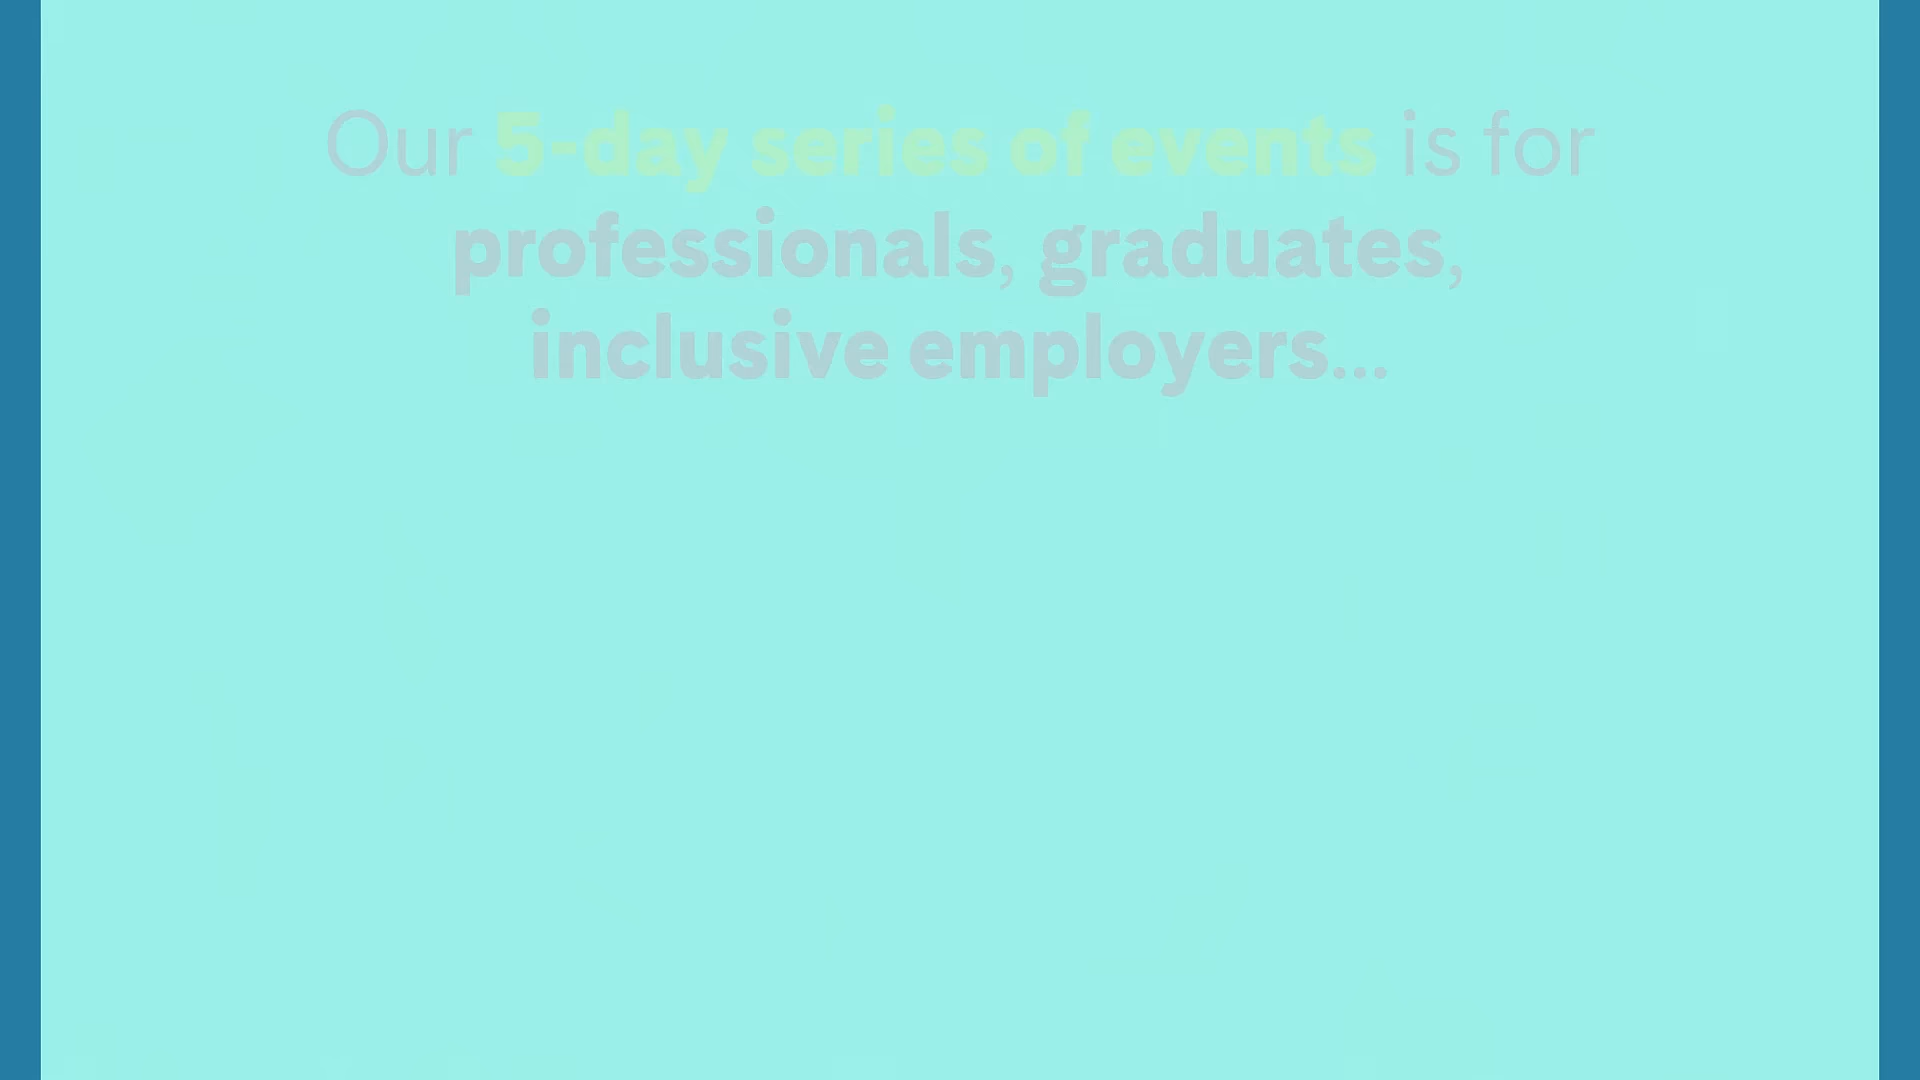 Our 5-day series of events is for
professionals, graduates,
inclusive employers...